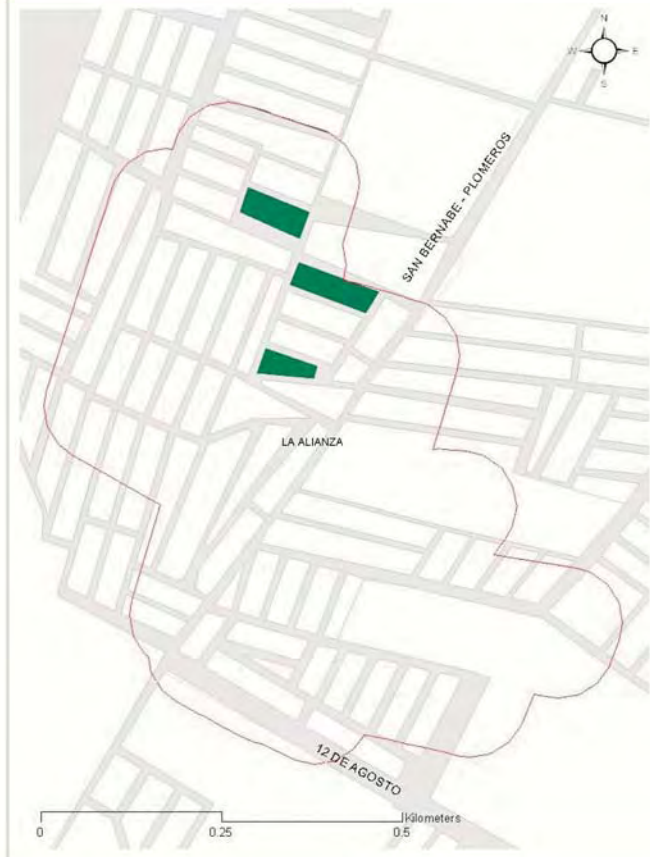 N
W E
S
SAN BERNABE - PLOMEROS
LA ALIANZA
12 DE AGOSTO
Kilometers
0 0.25 0.5